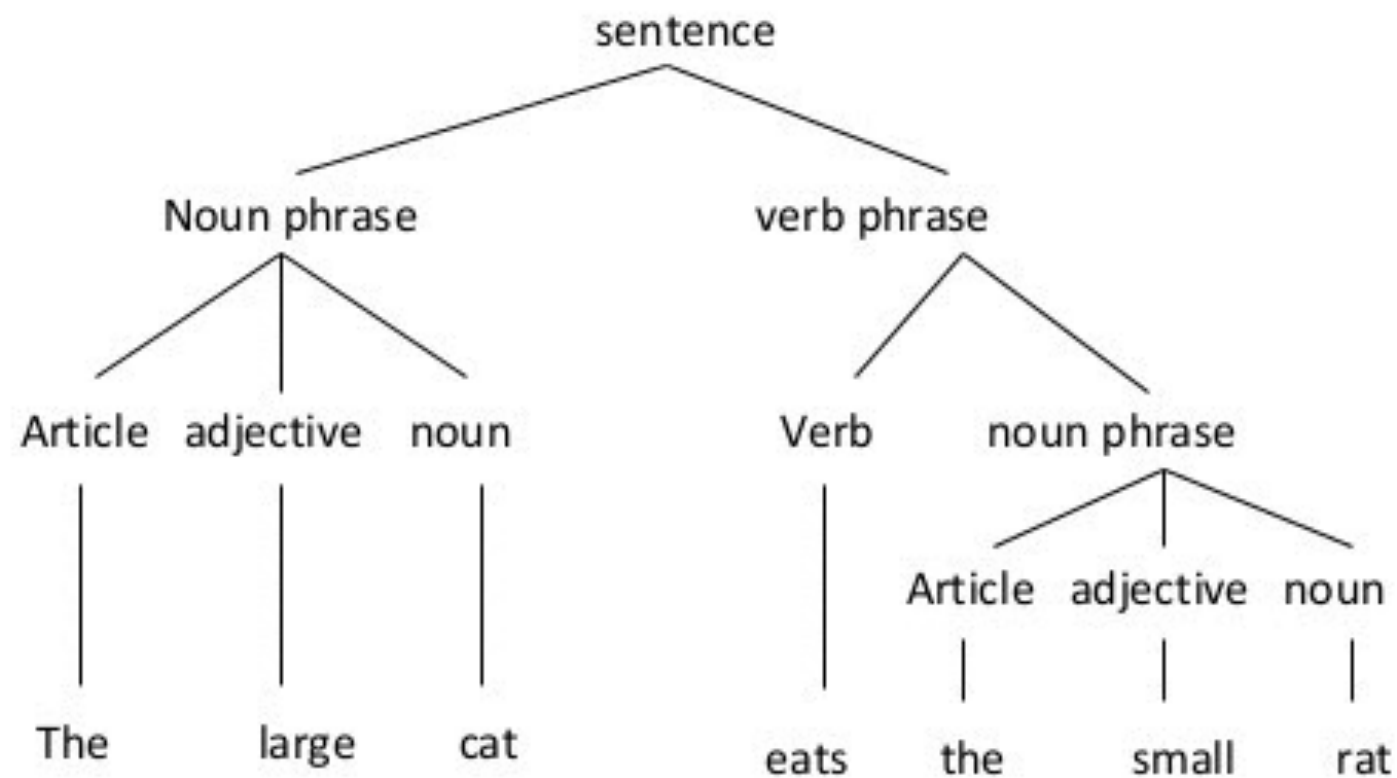 sentence
Noun phrase verb phrase
Article adjective noun Verb noun phrase
Article adjective noun
The large cat eats the small rat